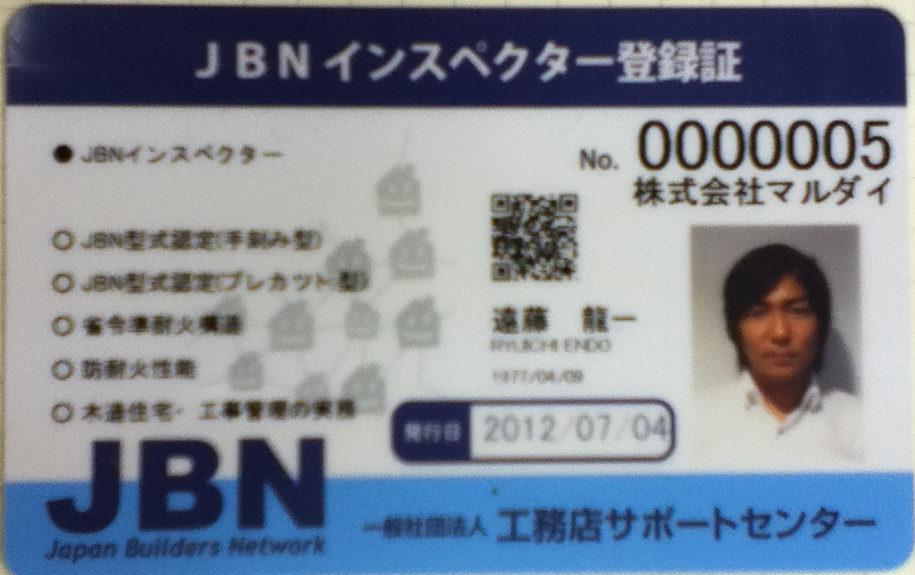 JBNインスペクター登録証
●JBNインスペクター
No. 0000005
株式会社マルダイ
○JBN型式認定(手刻み型)
○JBN型式認定(プレカット型)
○省令準耐火構造
○防耐火性能
○木造住宅・工事管理の実務
遠藤 龍一
RYUICHI ENDO
1977/04/09
発行日 2012/07/04
JBN
Japan Builders Network
一般社団法人 工務店サポートセンター